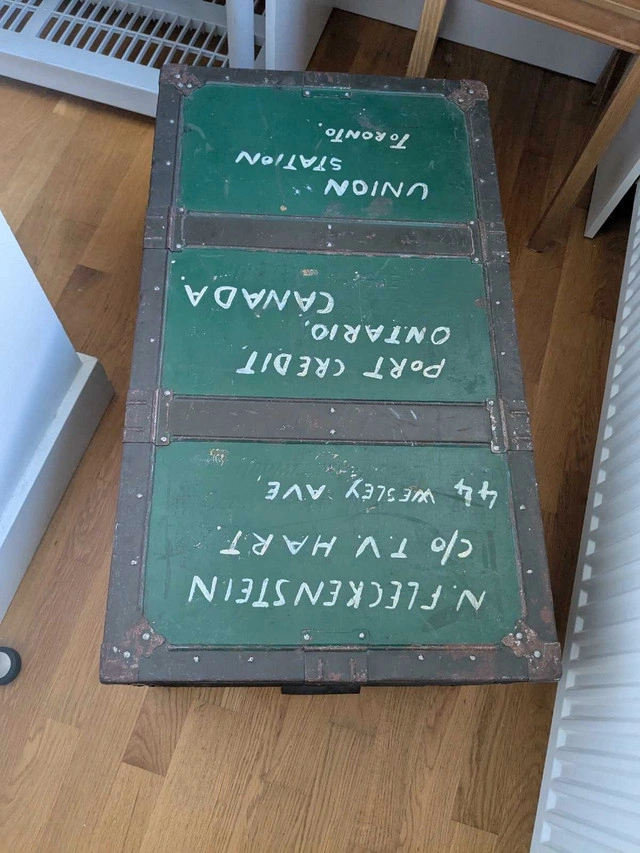 N. FLECKENSTEIN
c/o T.V. HART.
44 WESLEY AVE,
PORT CREDIT,
ONTARIO,
CANADA.
UNION
STATION
TORONTO.